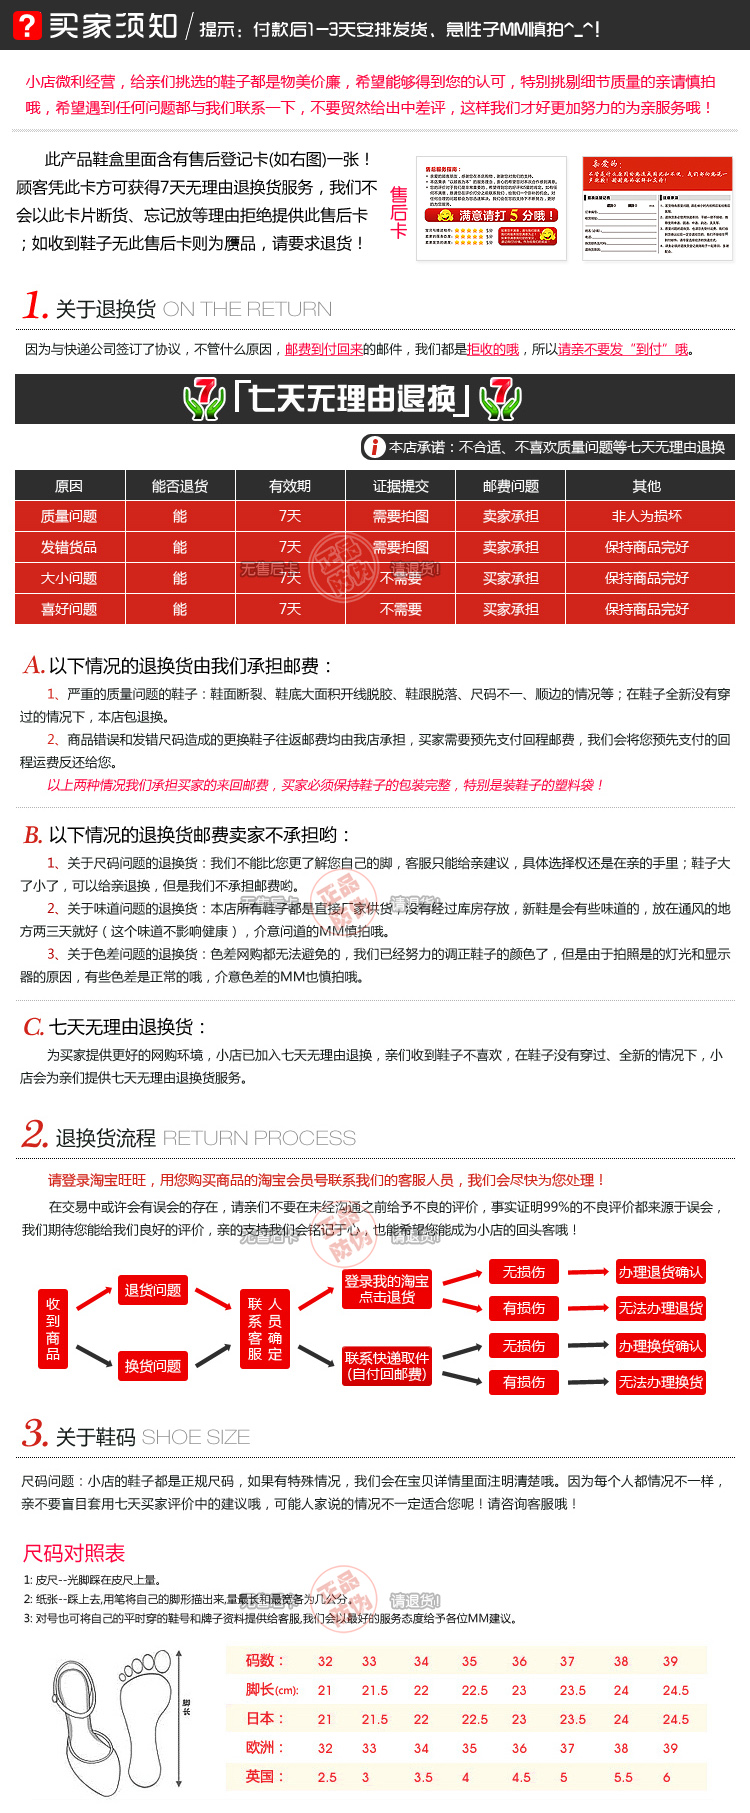 ? 买家须知 / 提示：付款后1-3天安排发货、急性子MM慎拍^_^!
小店微利经营，给亲们挑选的鞋子都是物美价廉，希望能够得到您的认可，特别挑剔细节质量的亲请慎拍
哦，希望遇到任何问题都与我们联系一下，不要贸然给出中差评，这样我们才好更加努力的为亲服务哦！
此产品鞋盒里面含有售后登记卡(如右图)一张！
顾客凭此卡方可获得7天无理由退换货服务，我们不
会以此卡片断货、忘记放等理由拒绝提供此售后卡
；如收到鞋子无此售后卡则为赝品，请要求退货！
售后卡
售后服务指南：
满意请打 5 分哦！
亲爱的：
1. 关于退换货 ON THE RETURN
因为与快递公司签订了协议，不管什么原因，邮费到付回来的邮件，我们都是拒收的哦，所以请亲不要发“到付”哦。
7 「七天无理由退换」 7
i 本店承诺：不合适、不喜欢质量问题等七天无理由退换
原因 能否退货 有效期 证据提交 邮费问题 其他
质量问题 能 7天 需要拍图 卖家承担 非人为损坏
发错货品 能 7天 需要拍图 卖家承担 保持商品完好
大小问题 能 7天 不需要 买家承担 保持商品完好
喜好问题 能 7天 不需要 买家承担 保持商品完好
无售后卡 正品防伪 请退货!
A. 以下情况的退换货由我们承担邮费：
1、严重的质量问题的鞋子：鞋面断裂、鞋底大面积开线脱胶、鞋跟脱落、尺码不一、顺边的情况等；在鞋子全新没有穿
过的情况下，本店包退换。
2、商品错误和发错尺码造成的更换鞋子往返邮费均由我店承担，买家需要预先支付回程邮费，我们会将您预先支付的回
程运费反还给您。
以上两种情况我们承担买家的来回邮费，买家必须保持鞋子的包装完整，特别是装鞋子的塑料袋！
B. 以下情况的退换货邮费卖家不承担哟：
1、关于尺码问题的退换货：我们不能比您更了解您自己的脚，客服只能给亲建议，具体选择权还是在亲的手里；鞋子大
了小了，可以给亲退换，但是我们不承担邮费哟。
无售后卡 正品防伪 请退货!
2、关于味道问题的退换货：本店所有鞋子都是直接厂家供货，没有经过库房存放，新鞋是会有些味道的，放在通风的地
方两三天就好（这个味道不影响健康），介意问道的MM慎拍哦。
3、关于色差问题的退换货：色差网购都无法避免的，我们已经努力的调正鞋子的颜色了，但是由于拍照是的灯光和显示
器的原因，有些色差是正常的哦，介意色差的MM也慎拍哦。
C. 七天无理由退换货：
为买家提供更好的网购环境，小店已加入七天无理由退换，亲们收到鞋子不喜欢，在鞋子没有穿过、全新的情况下，小
店会为亲们提供七天无理由退换货服务。
2. 退换货流程 RETURN PROCESS
请登录淘宝旺旺，用您购买商品的淘宝会员号联系我们的客服人员，我们会尽快为您处理！
在交易中或许会有误会的存在，请亲们不要在未经沟通之前给予不良的评价，事实证明99%的不良评价都来源于误会，
我们期待您能给我们良好的评价，亲的支持我们会铭记于心，也能希望您能成为小店的回头客哦！
无售后卡 正品防伪 请退货!
收到商品
退货问题
换货问题
联系客服
人员确定
登录我的淘宝
点击退货
联系快递取件
(自付回邮费)
无损伤 办理退货确认
有损伤 无法办理退货
无损伤 办理换货确认
有损伤 无法办理换货
3. 关于鞋码 SHOE SIZE
尺码问题：小店的鞋子都是正规尺码，如果有特殊情况，我们会在宝贝详情里面注明清楚哦。因为每个人都情况不一样，
亲不要盲目套用七天买家评价中的建议哦，可能人家说的情况不一定适合您呢！请咨询客服哦！
尺码对照表
1: 皮尺--光脚踩在皮尺上量。
2: 纸张--踩上去,用笔将自己的脚形描出来,量最长和最宽各为几公分。
无售后卡 正品防伪 请退货!
3: 对号也可将自己的平时穿的鞋号和牌子资料提供给客服,我们会以最好的服务态度给予各位MM建议。
脚长
码数： 32 33 34 35 36 37 38 39
脚长(cm): 21 21.5 22 22.5 23 23.5 24 24.5
日本： 21 21.5 22 22.5 23 23.5 24 24.5
欧洲： 32 33 34 35 36 37 38 39
英国： 2.5 3 3.5 4 4.5 5 5.5 6